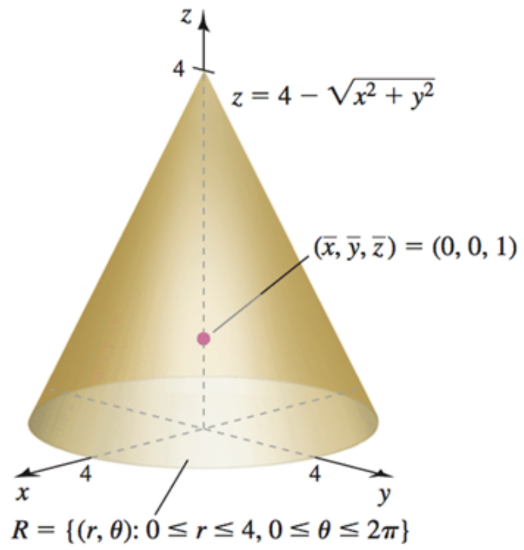 z
4
z = 4 − √x² + y²
(x̄, ȳ, z̄) = (0, 0, 1)
4
4
x
y
R = {(r, θ): 0 ≤ r ≤ 4, 0 ≤ θ ≤ 2π}